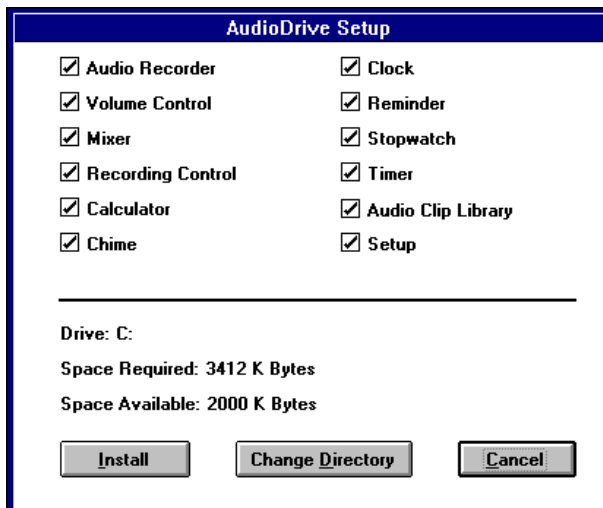 AudioDrive Setup
Audio Recorder
Clock
Volume Control
Reminder
Mixer
Stopwatch
Recording Control
Timer
Calculator
Audio Clip Library
Chime
Setup
Drive: C:
Space Required: 3412 K Bytes
Space Available: 2000 K Bytes
Install
Change Directory
Cancel